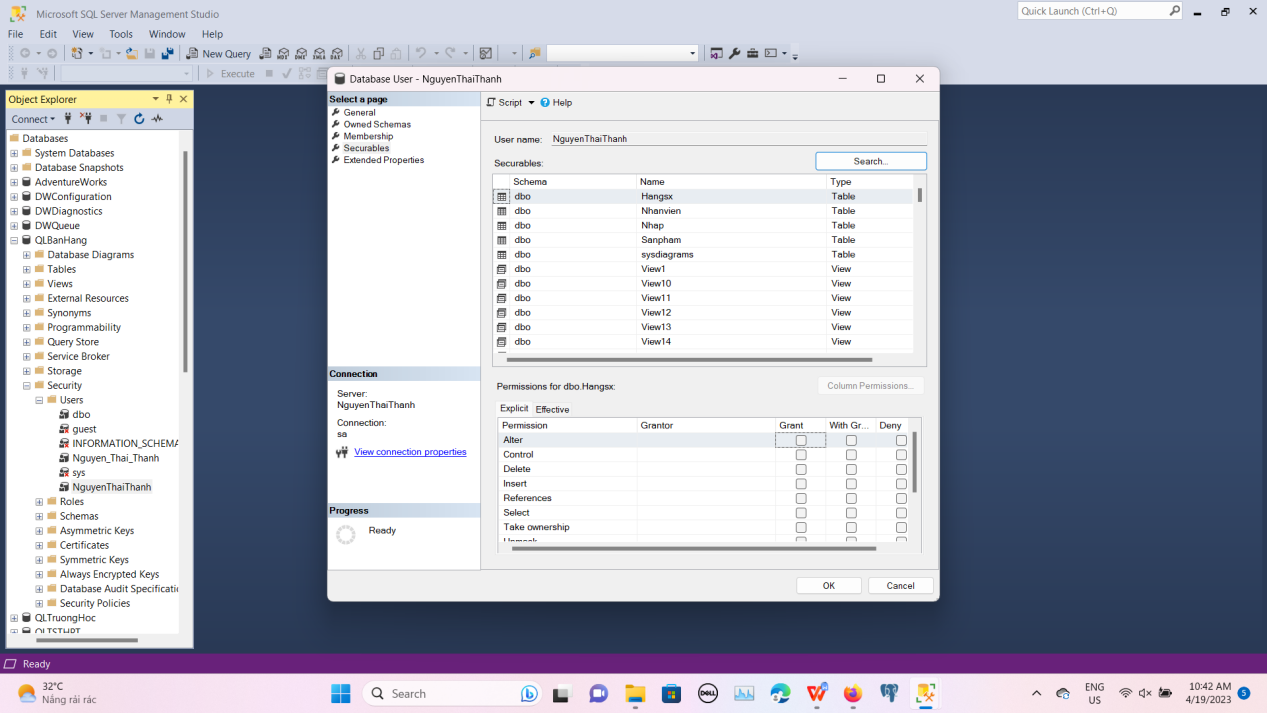 Microsoft SQL Server Management Studio
Quick Launch (Ctrl+Q)
File Edit View Tools Window Help
New Query
Execute
Object Explorer
Connect
Databases
System Databases
Database Snapshots
AdventureWorks
DWConfiguration
DWDiagnostics
DWQueue
QLBanHang
Database Diagrams
Tables
Views
External Resources
Synonyms
Programmability
Query Store
Service Broker
Storage
Security
Users
dbo
guest
INFORMATION_SCHEMA
Nguyen_Thai_Thanh
sys
NguyenThaiThanh
Roles
Schemas
Asymmetric Keys
Certificates
Symmetric Keys
Always Encrypted Keys
Database Audit Specificati
Security Policies
QLTruongHoc
QLTSTHPT
Database User - NguyenThaiThanh
Select a page
General
Owned Schemas
Membership
Securables
Extended Properties
Connection
Server:
NguyenThaiThanh
Connection:
sa
View connection properties
Progress
Ready
Script Help
User name: NguyenThaiThanh
Securables: Search...
Schema Name Type
dbo Hangsx Table
dbo Nhanvien Table
dbo Nhap Table
dbo Sanpham Table
dbo sysdiagrams Table
dbo View1 View
dbo View10 View
dbo View11 View
dbo View12 View
dbo View13 View
dbo View14 View
Permissions for dbo.Hangsx: Column Permissions...
Explicit Effective
Permission Grantor Grant With Gr... Deny
Alter
Control
Delete
Insert
References
Select
Take ownership
OK Cancel
Ready
32°C
Nắng rải rác
Search
DELL
ENG
US
10:42 AM
4/19/2023
5